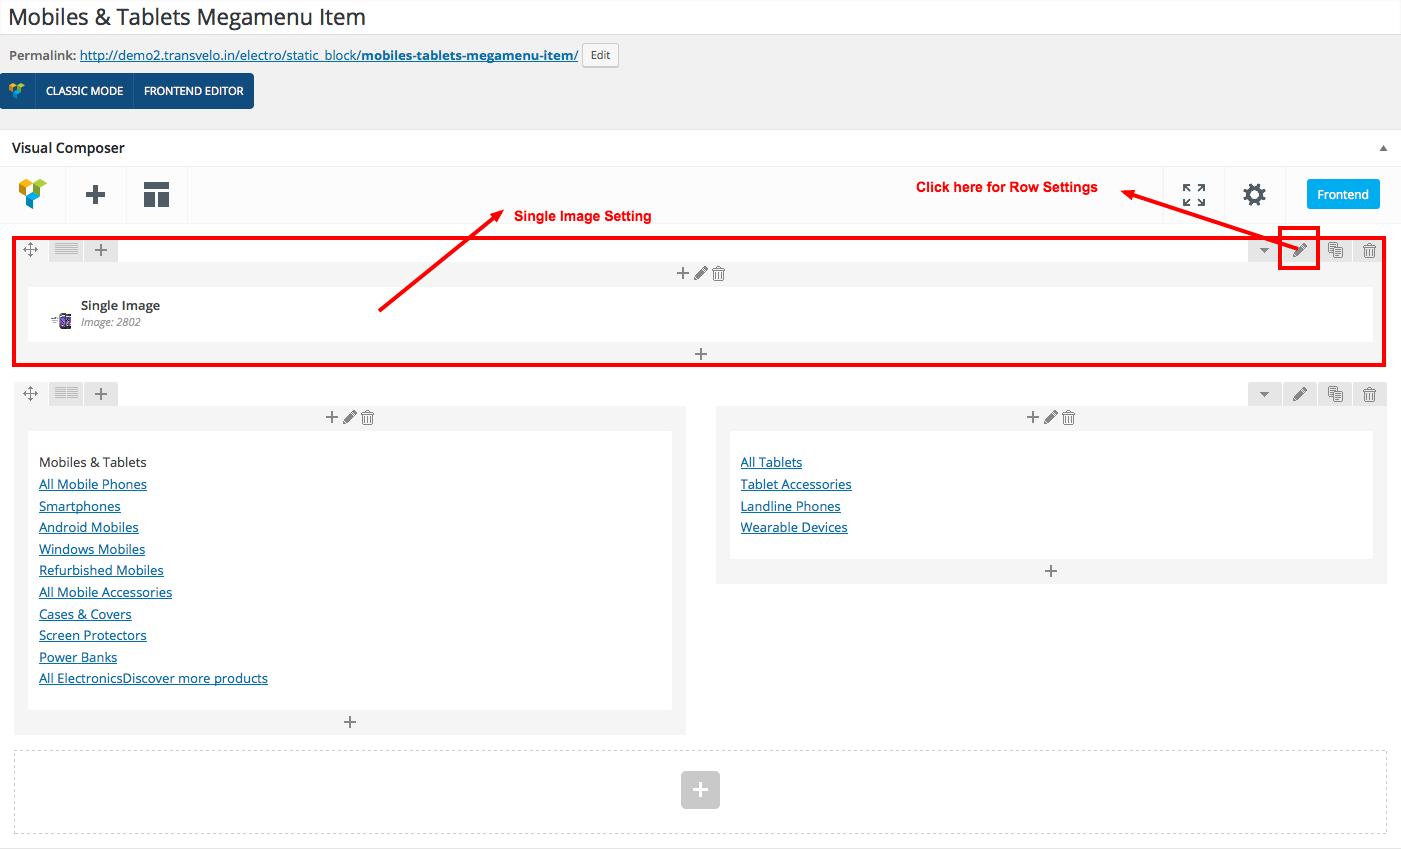 Mobiles & Tablets Megamenu Item
Permalink: http://demo2.transvelo.in/electro/static_block/mobiles-tablets-megamenu-item/ Edit
CLASSIC MODE FRONTEND EDITOR
Visual Composer
Click here for Row Settings
Frontend
Single Image Setting
Single Image
Image: 2802
Mobiles & Tablets
All Mobile Phones
Smartphones
Android Mobiles
Windows Mobiles
Refurbished Mobiles
All Mobile Accessories
Cases & Covers
Screen Protectors
Power Banks
All ElectronicsDiscover more products
All Tablets
Tablet Accessories
Landline Phones
Wearable Devices